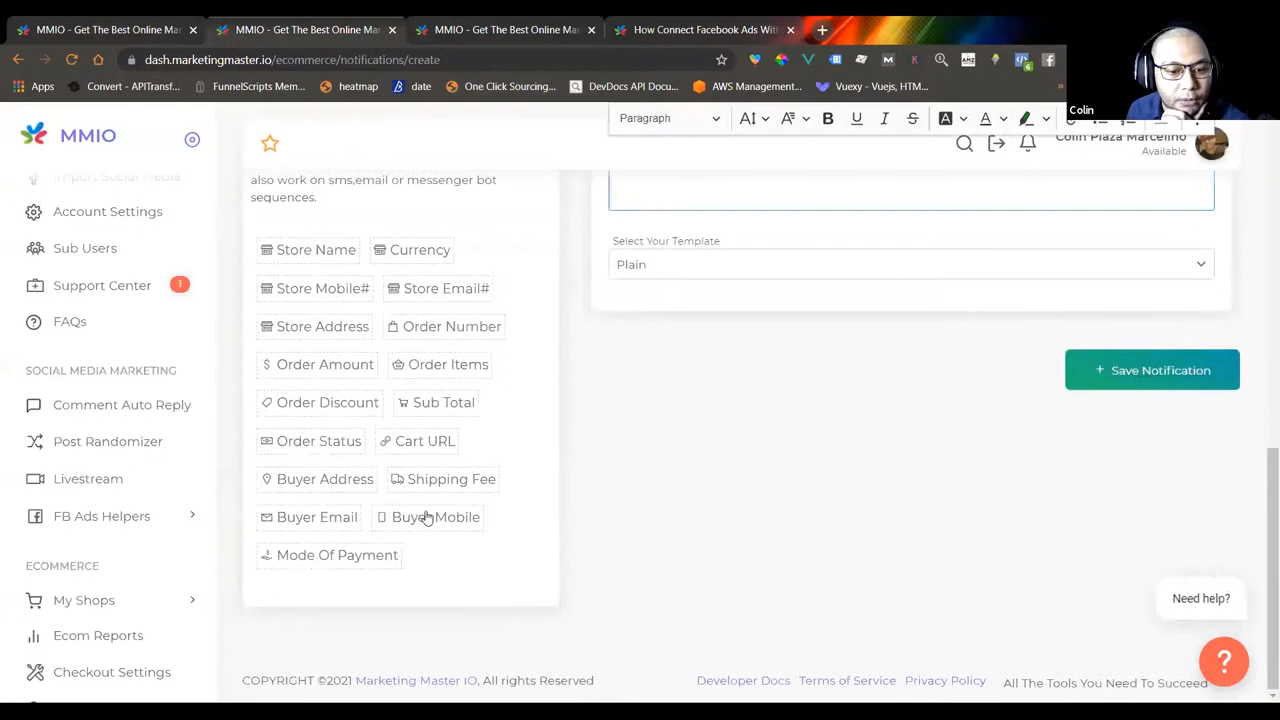 MMIO - Get The Best Online Ma MMIO - Get The Best Online Ma MMIO - Get The Best Online Ma How Connect Facebook Ads With
dash.marketingmaster.io/ecommerce/notifications/create
Apps Convert - APITransf... FunnelScripts Mem... heatmap date One Click Sourcing... DevDocs API Docu... AWS Management... Vuexy - Vuejs, HTM...
Colin
MMIO
Import Social Media
Account Settings
Sub Users
Support Center 1
FAQs
SOCIAL MEDIA MARKETING
Comment Auto Reply
Post Randomizer
Livestream
FB Ads Helpers
ECOMMERCE
My Shops
Ecom Reports
Checkout Settings
also work on sms,email or messenger bot
sequences.
Store Name Currency
Store Mobile# Store Email#
Store Address Order Number
Order Amount Order Items
Order Discount Sub Total
Order Status Cart URL
Buyer Address Shipping Fee
Buyer Email Buyer Mobile
Mode Of Payment
Paragraph
Colin Plaza Marcelino
Available
Select Your Template
Plain
+ Save Notification
Need help?
?
COPYRIGHT ©2021 Marketing Master IO, All rights Reserved
Developer Docs Terms of Service Privacy Policy All The Tools You Need To Succeed